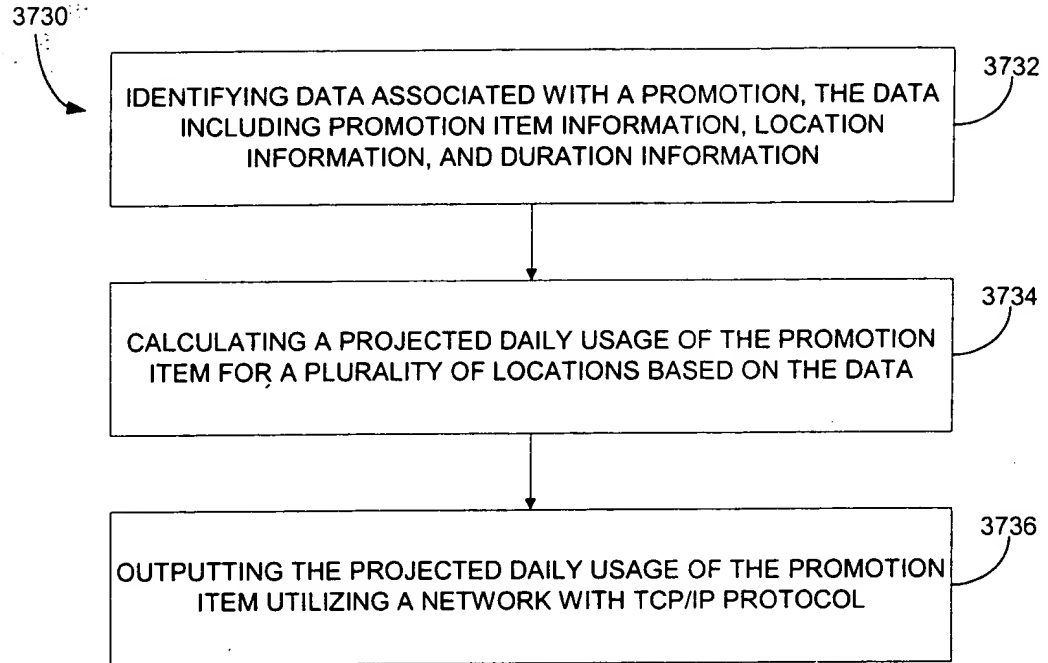 3730
3732
IDENTIFYING DATA ASSOCIATED WITH A PROMOTION, THE DATA
INCLUDING PROMOTION ITEM INFORMATION, LOCATION
INFORMATION, AND DURATION INFORMATION
3734
CALCULATING A PROJECTED DAILY USAGE OF THE PROMOTION
ITEM FOR A PLURALITY OF LOCATIONS BASED ON THE DATA
3736
OUTPUTTING THE PROJECTED DAILY USAGE OF THE PROMOTION
ITEM UTILIZING A NETWORK WITH TCP/IP PROTOCOL